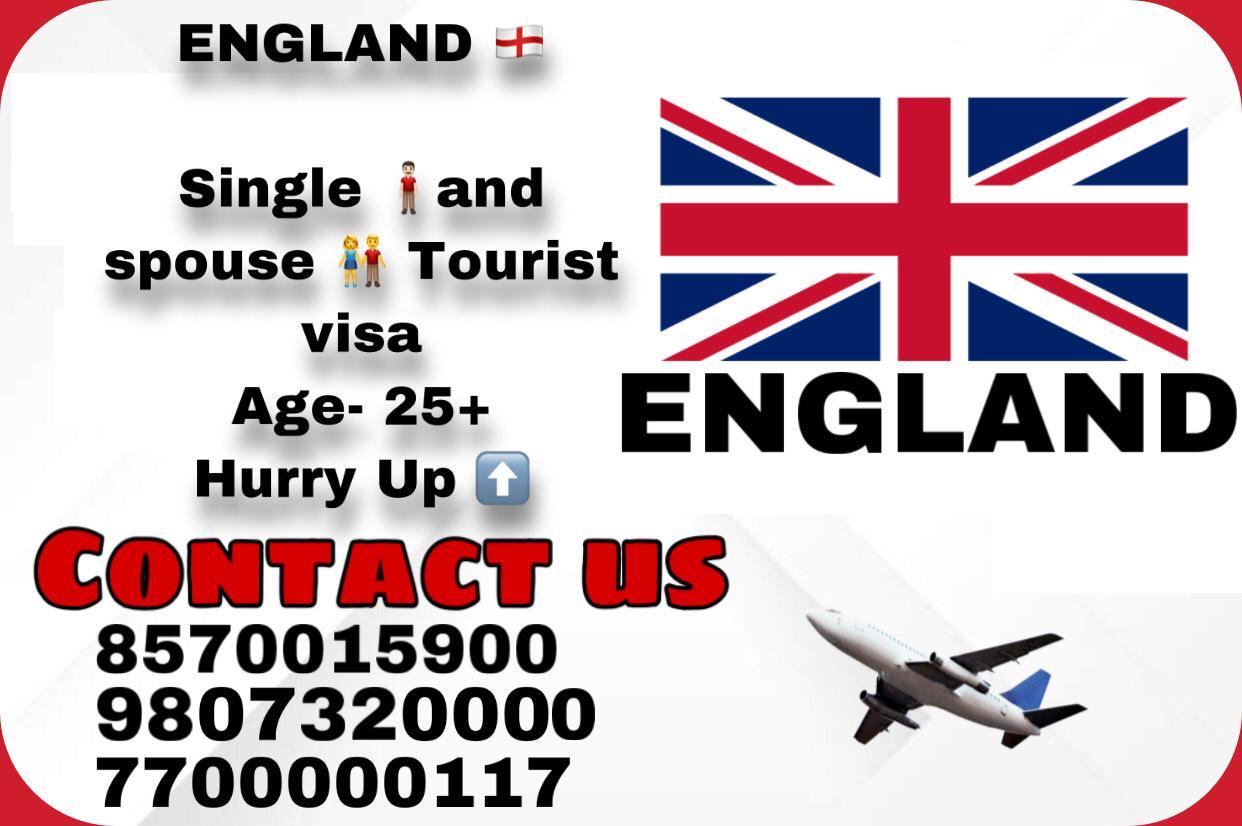 ENGLAND 🏴󠁧󠁢󠁥󠁮󠁧󠁿
Single 🧍🏻‍♂️and
spouse 👫 Tourist
visa
Age- 25+
Hurry Up ⬆️
ENGLAND
CONTACT US
8570015900
9807320000
7700000117